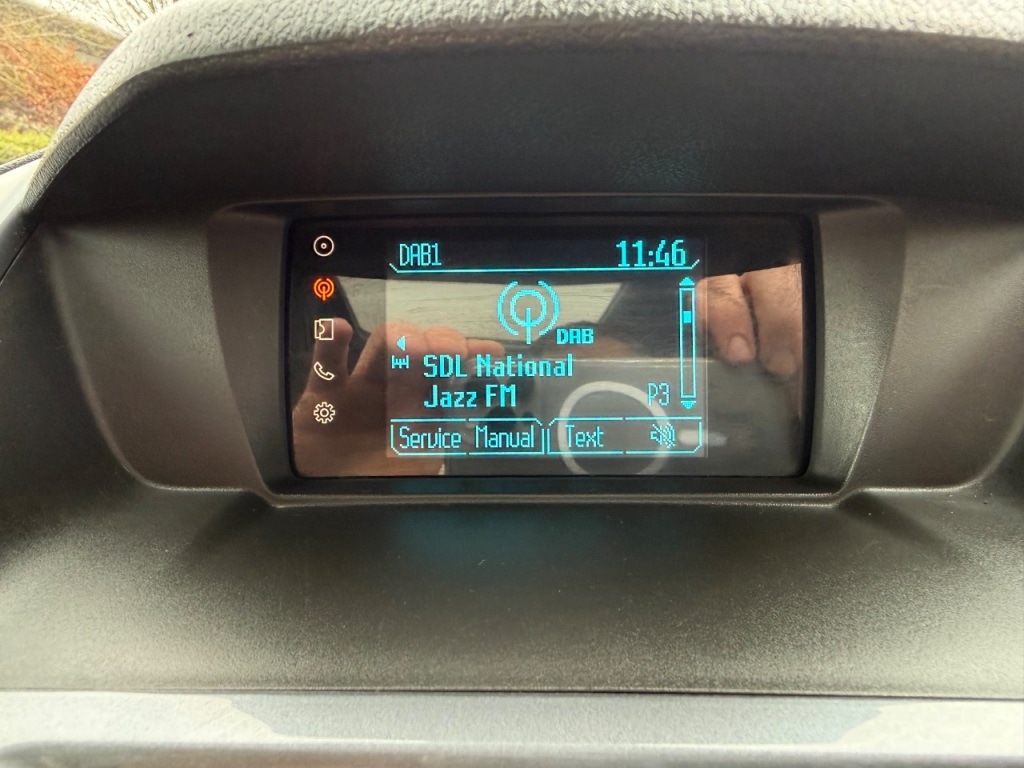 DAB1 11:46
DAB
SDL National
Jazz FM P3
Service Manual Text